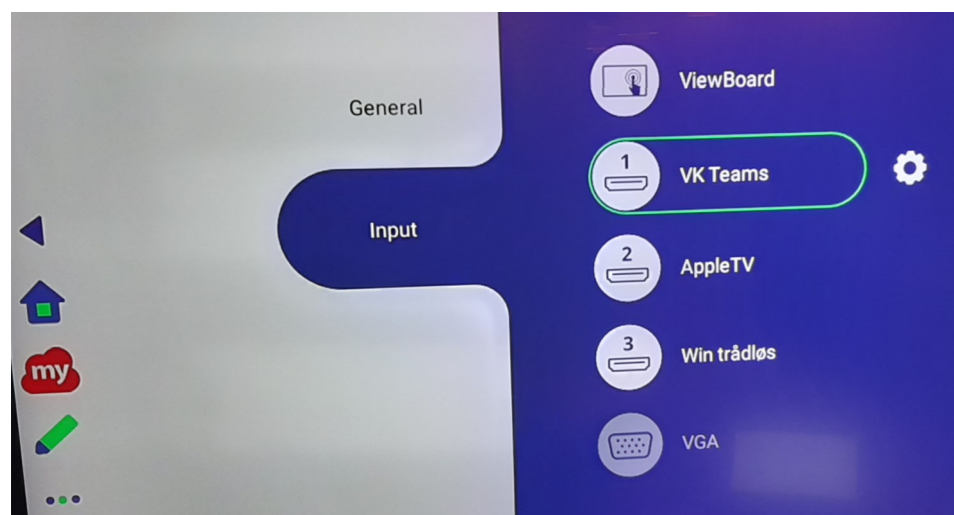 General
Input
my
ViewBoard
1
VK Teams
2
AppleTV
3
Win trådløs
VGA